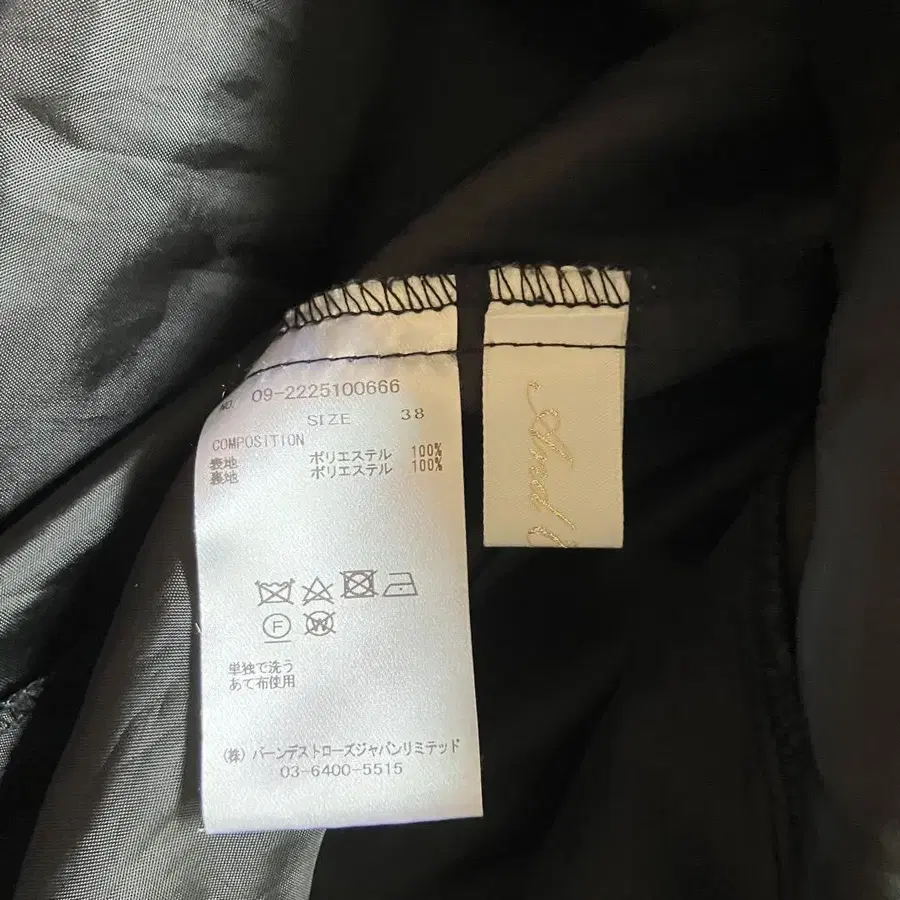 NO. 09-2225100666
SIZE 38
COMPOSITION
表地 ポリエステル 100%
裏地 ポリエステル 100%
F
W
単独で洗う
あて布使用
(株) バーンデストローズジャパンリミテッド
03-6400-5515